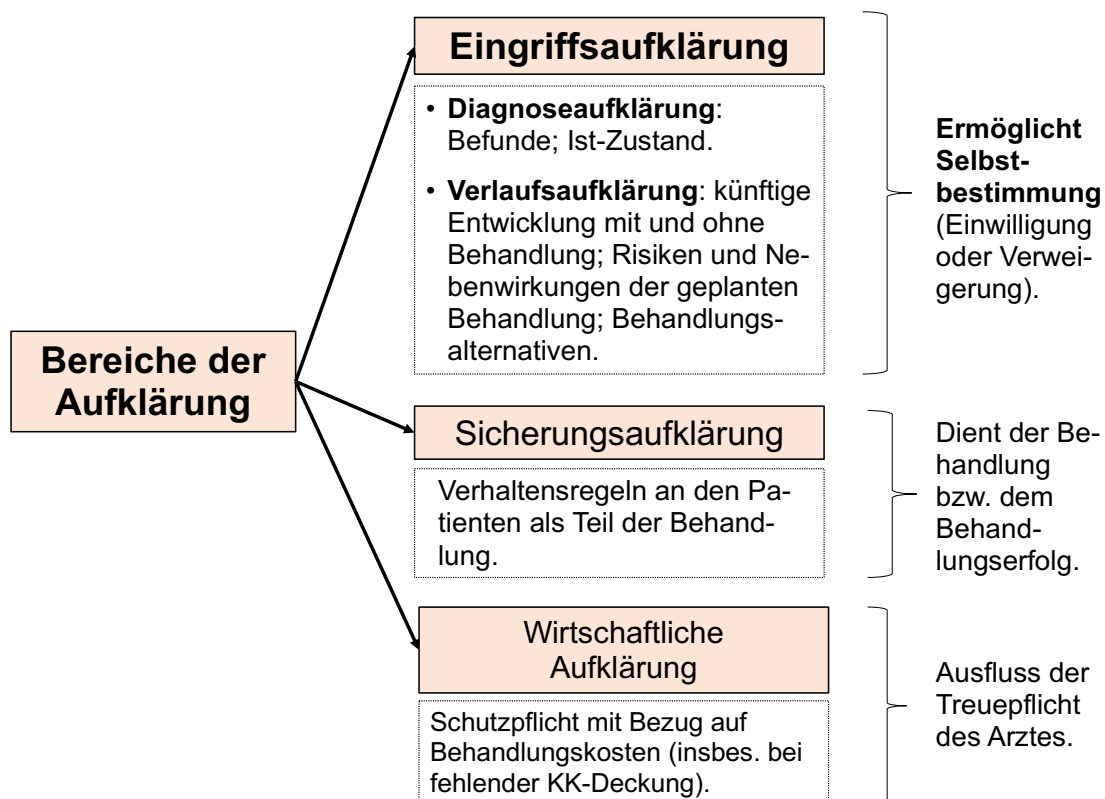 Bereiche der
Aufklärung
Eingriffsaufklärung
• Diagnoseaufklärung:
Befunde; Ist-Zustand.
• Verlaufsaufklärung: künftige
Entwicklung mit und ohne
Behandlung; Risiken und Ne-
benwirkungen der geplanten
Behandlung; Behandlungs-
alternativen.
Ermöglicht
Selbst-
bestimmung
(Einwilligung
oder Verwei-
gerung).
Sicherungsaufklärung
Verhaltensregeln an den Pa-
tienten als Teil der Behand-
lung.
Dient der Be-
handlung
bzw. dem
Behand-
lungserfolg.
Wirtschaftliche
Aufklärung
Schutzpflicht mit Bezug auf
Behandlungskosten (insbes. bei
fehlender KK-Deckung).
Ausfluss der
Treuepflicht
des Arztes.